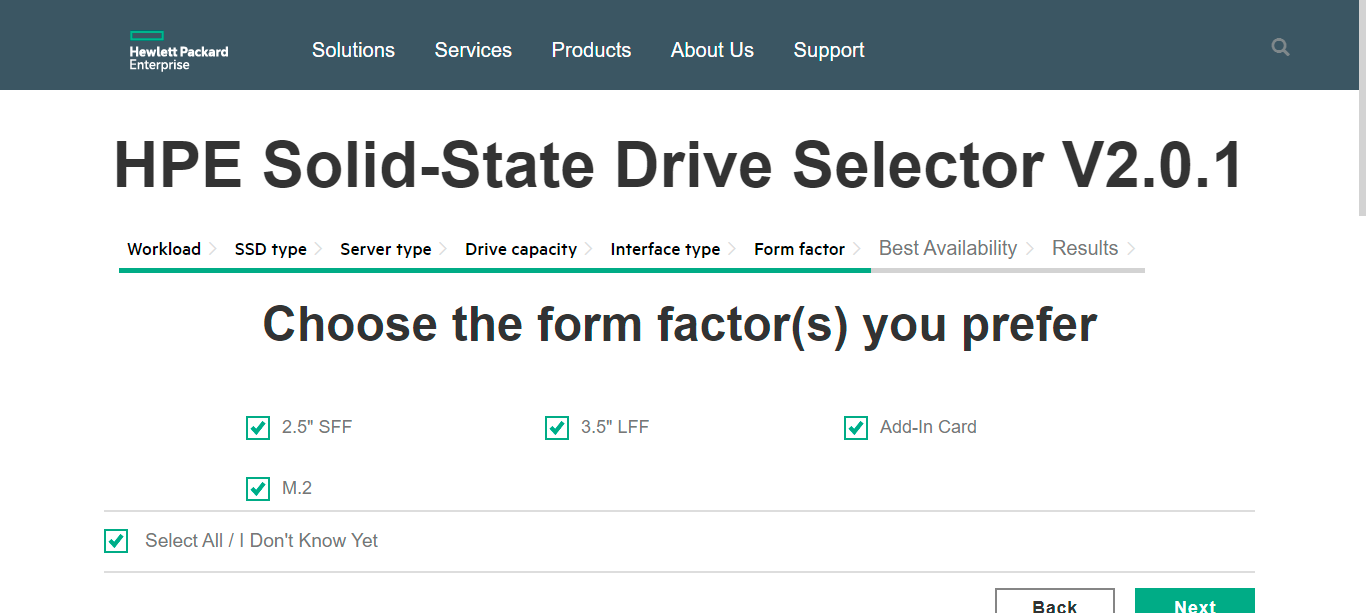 Hewlett Packard
Enterprise
Solutions Services Products About Us Support
HPE Solid-State Drive Selector V2.0.1
Workload SSD type Server type Drive capacity Interface type Form factor Best Availability Results
Choose the form factor(s) you prefer
2.5" SFF 3.5" LFF Add-In Card
M.2
Select All / I Don't Know Yet
Back Next